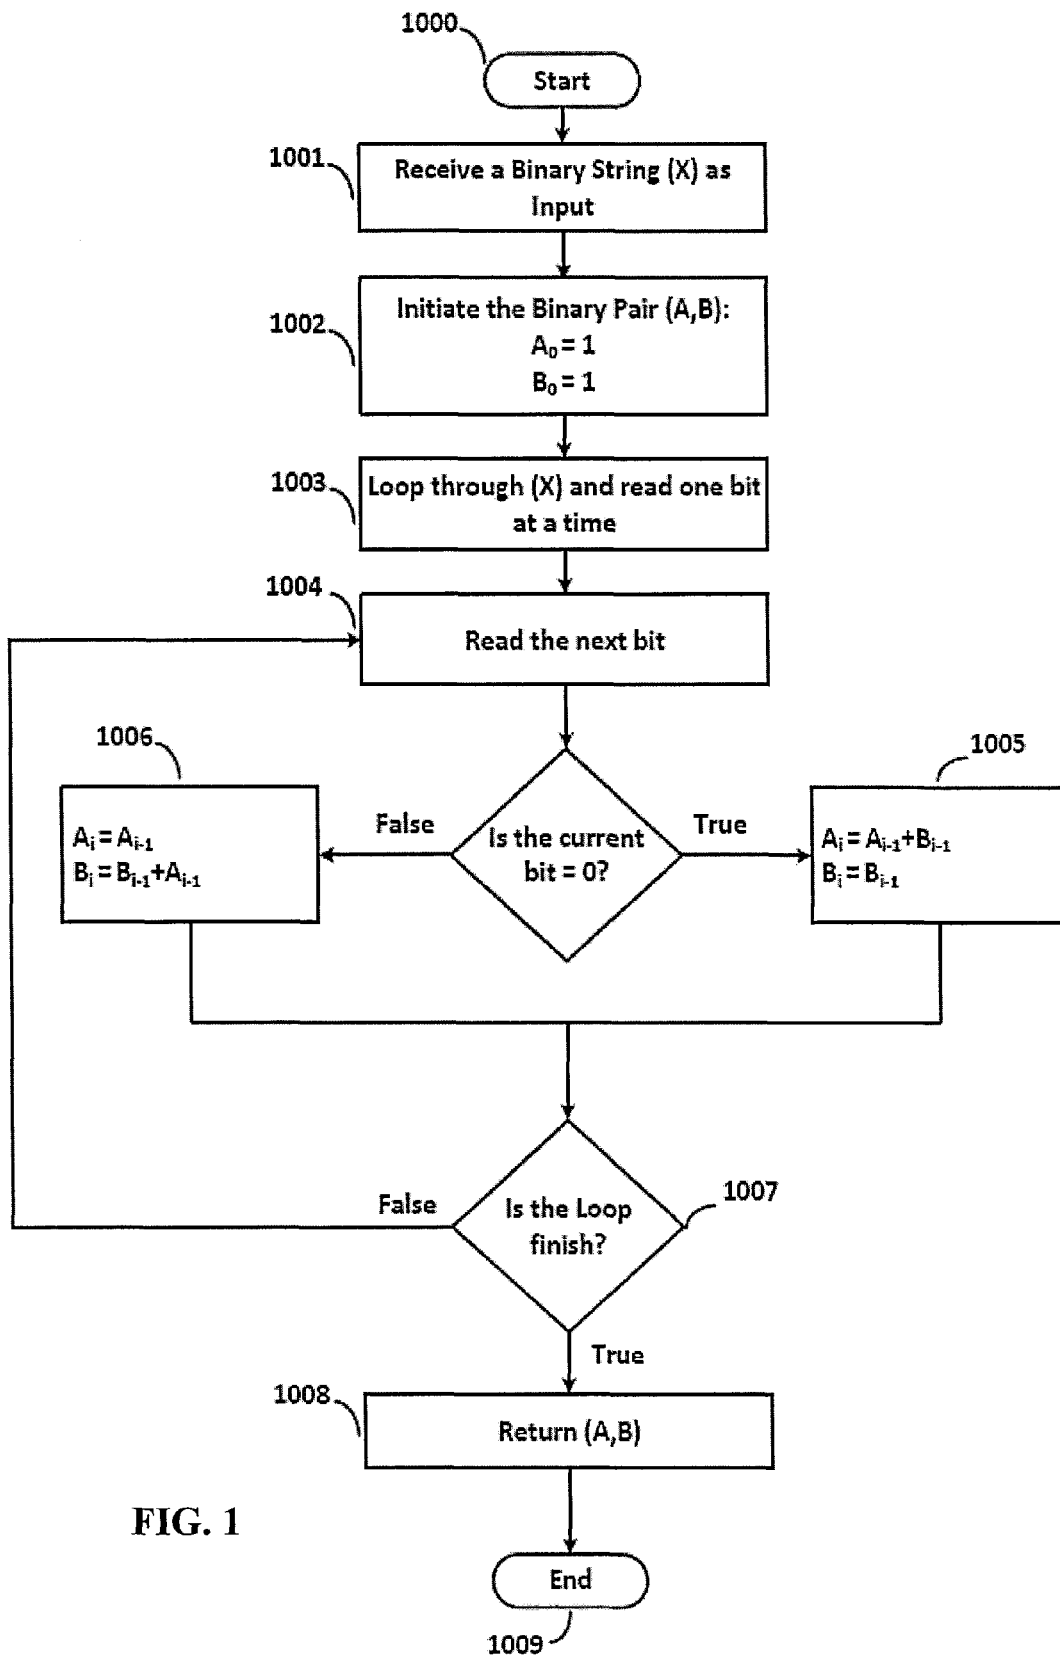 1000
Start
1001
Receive a Binary String (X) as
Input
1002
Initiate the Binary Pair (A,B):
A₀ = 1
B₀ = 1
1003
Loop through (X) and read one bit
at a time
1004
Read the next bit
1006
1005
False
Is the current
bit = 0?
True
Aᵢ = Aᵢ₋₁
Bᵢ = Bᵢ₋₁+Aᵢ₋₁
Aᵢ = Aᵢ₋₁+Bᵢ₋₁
Bᵢ = Bᵢ₋₁
False
Is the Loop
finish?
1007
True
1008
Return (A,B)
FIG. 1
End
1009